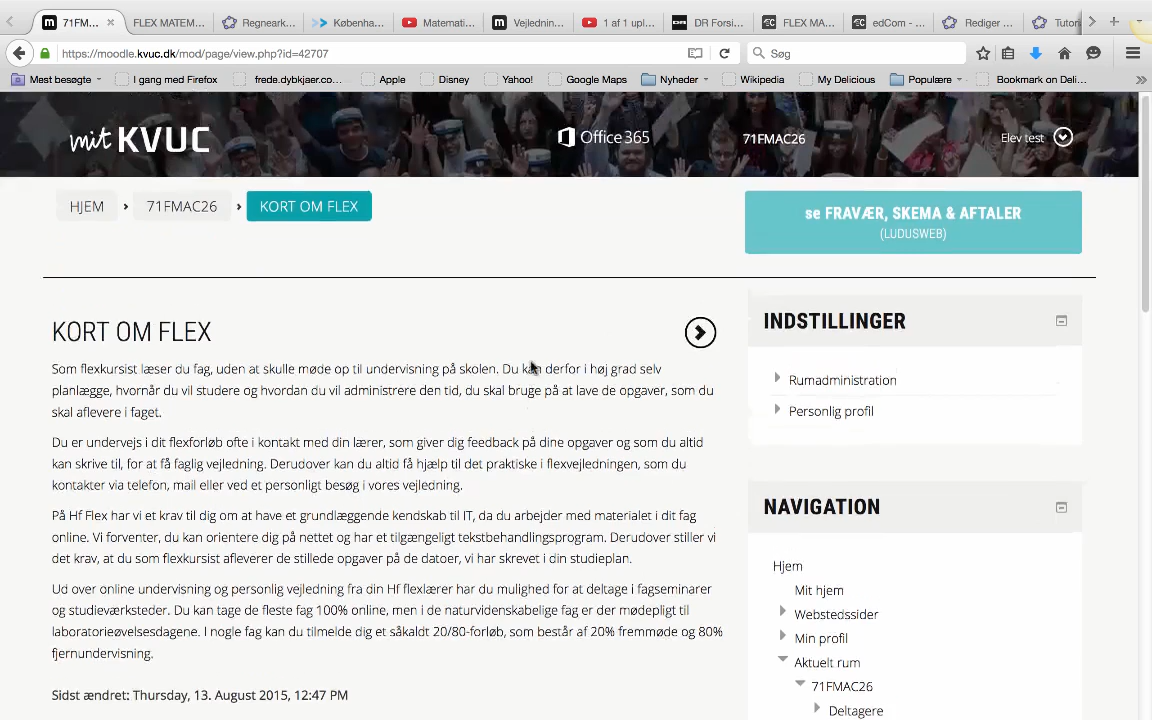 71FM...
FLEX MATEM...
Regneark...
Københa...
Matemati...
Vejlednin...
1 af 1 upl...
DR Forsi...
FLEX MA...
edCom - ...
Rediger ...
Tutori
https://moodle.kvuc.dk/mod/page/view.php?id=42707
Søg
Mest besøgte
I gang med Firefox
frede.dybkjaer.co...
Apple
Disney
Yahoo!
Google Maps
Nyheder
Wikipedia
My Delicious
Populære
Bookmark on Deli...
mit KVUC
Office 365
71FMAC26
Elev test
HJEM
71FMAC26
KORT OM FLEX
se FRAVÆR, SKEMA & AFTALER
(LUDUSWEB)
KORT OM FLEX
Som flexkursist læser du fag, uden at skulle møde op til undervisning på skolen. Du kan derfor i høj grad selv
planlægge, hvornår du vil studere og hvordan du vil administrere den tid, du skal bruge på at lave de opgaver, som du
skal aflevere i faget.
Du er undervejs i dit flexforløb ofte i kontakt med din lærer, som giver dig feedback på dine opgaver og som du altid
kan skrive til, for at få faglig vejledning. Derudover kan du altid få hjælp til det praktiske i flexvejledningen, som du
kontakter via telefon, mail eller ved et personligt besøg i vores vejledning.
På Hf Flex har vi et krav til dig om at have et grundlæggende kendskab til IT, da du arbejder med materialet i dit fag
online. Vi forventer, du kan orientere dig på nettet og har et tilgængeligt tekstbehandlingsprogram. Derudover stiller vi
det krav, at du som flexkursist afleverer de stillede opgaver på de datoer, vi har skrevet i din studieplan.
Ud over online undervisning og personlig vejledning fra din Hf flexlærer har du mulighed for at deltage i fagseminarer
og studieværksteder. Du kan tage de fleste fag 100% online, men i de naturvidenskabelige fag er der mødepligt til
laboratorieøvelsesdagene. I nogle fag kan du tilmelde dig et såkaldt 20/80-forløb, som består af 20% fremmøde og 80%
fjernundervisning.
Sidst ændret: Thursday, 13. August 2015, 12:47 PM
INDSTILLINGER
Rumadministration
Personlig profil
NAVIGATION
Hjem
Mit hjem
Webstedssider
Min profil
Aktuelt rum
71FMAC26
Deltagere